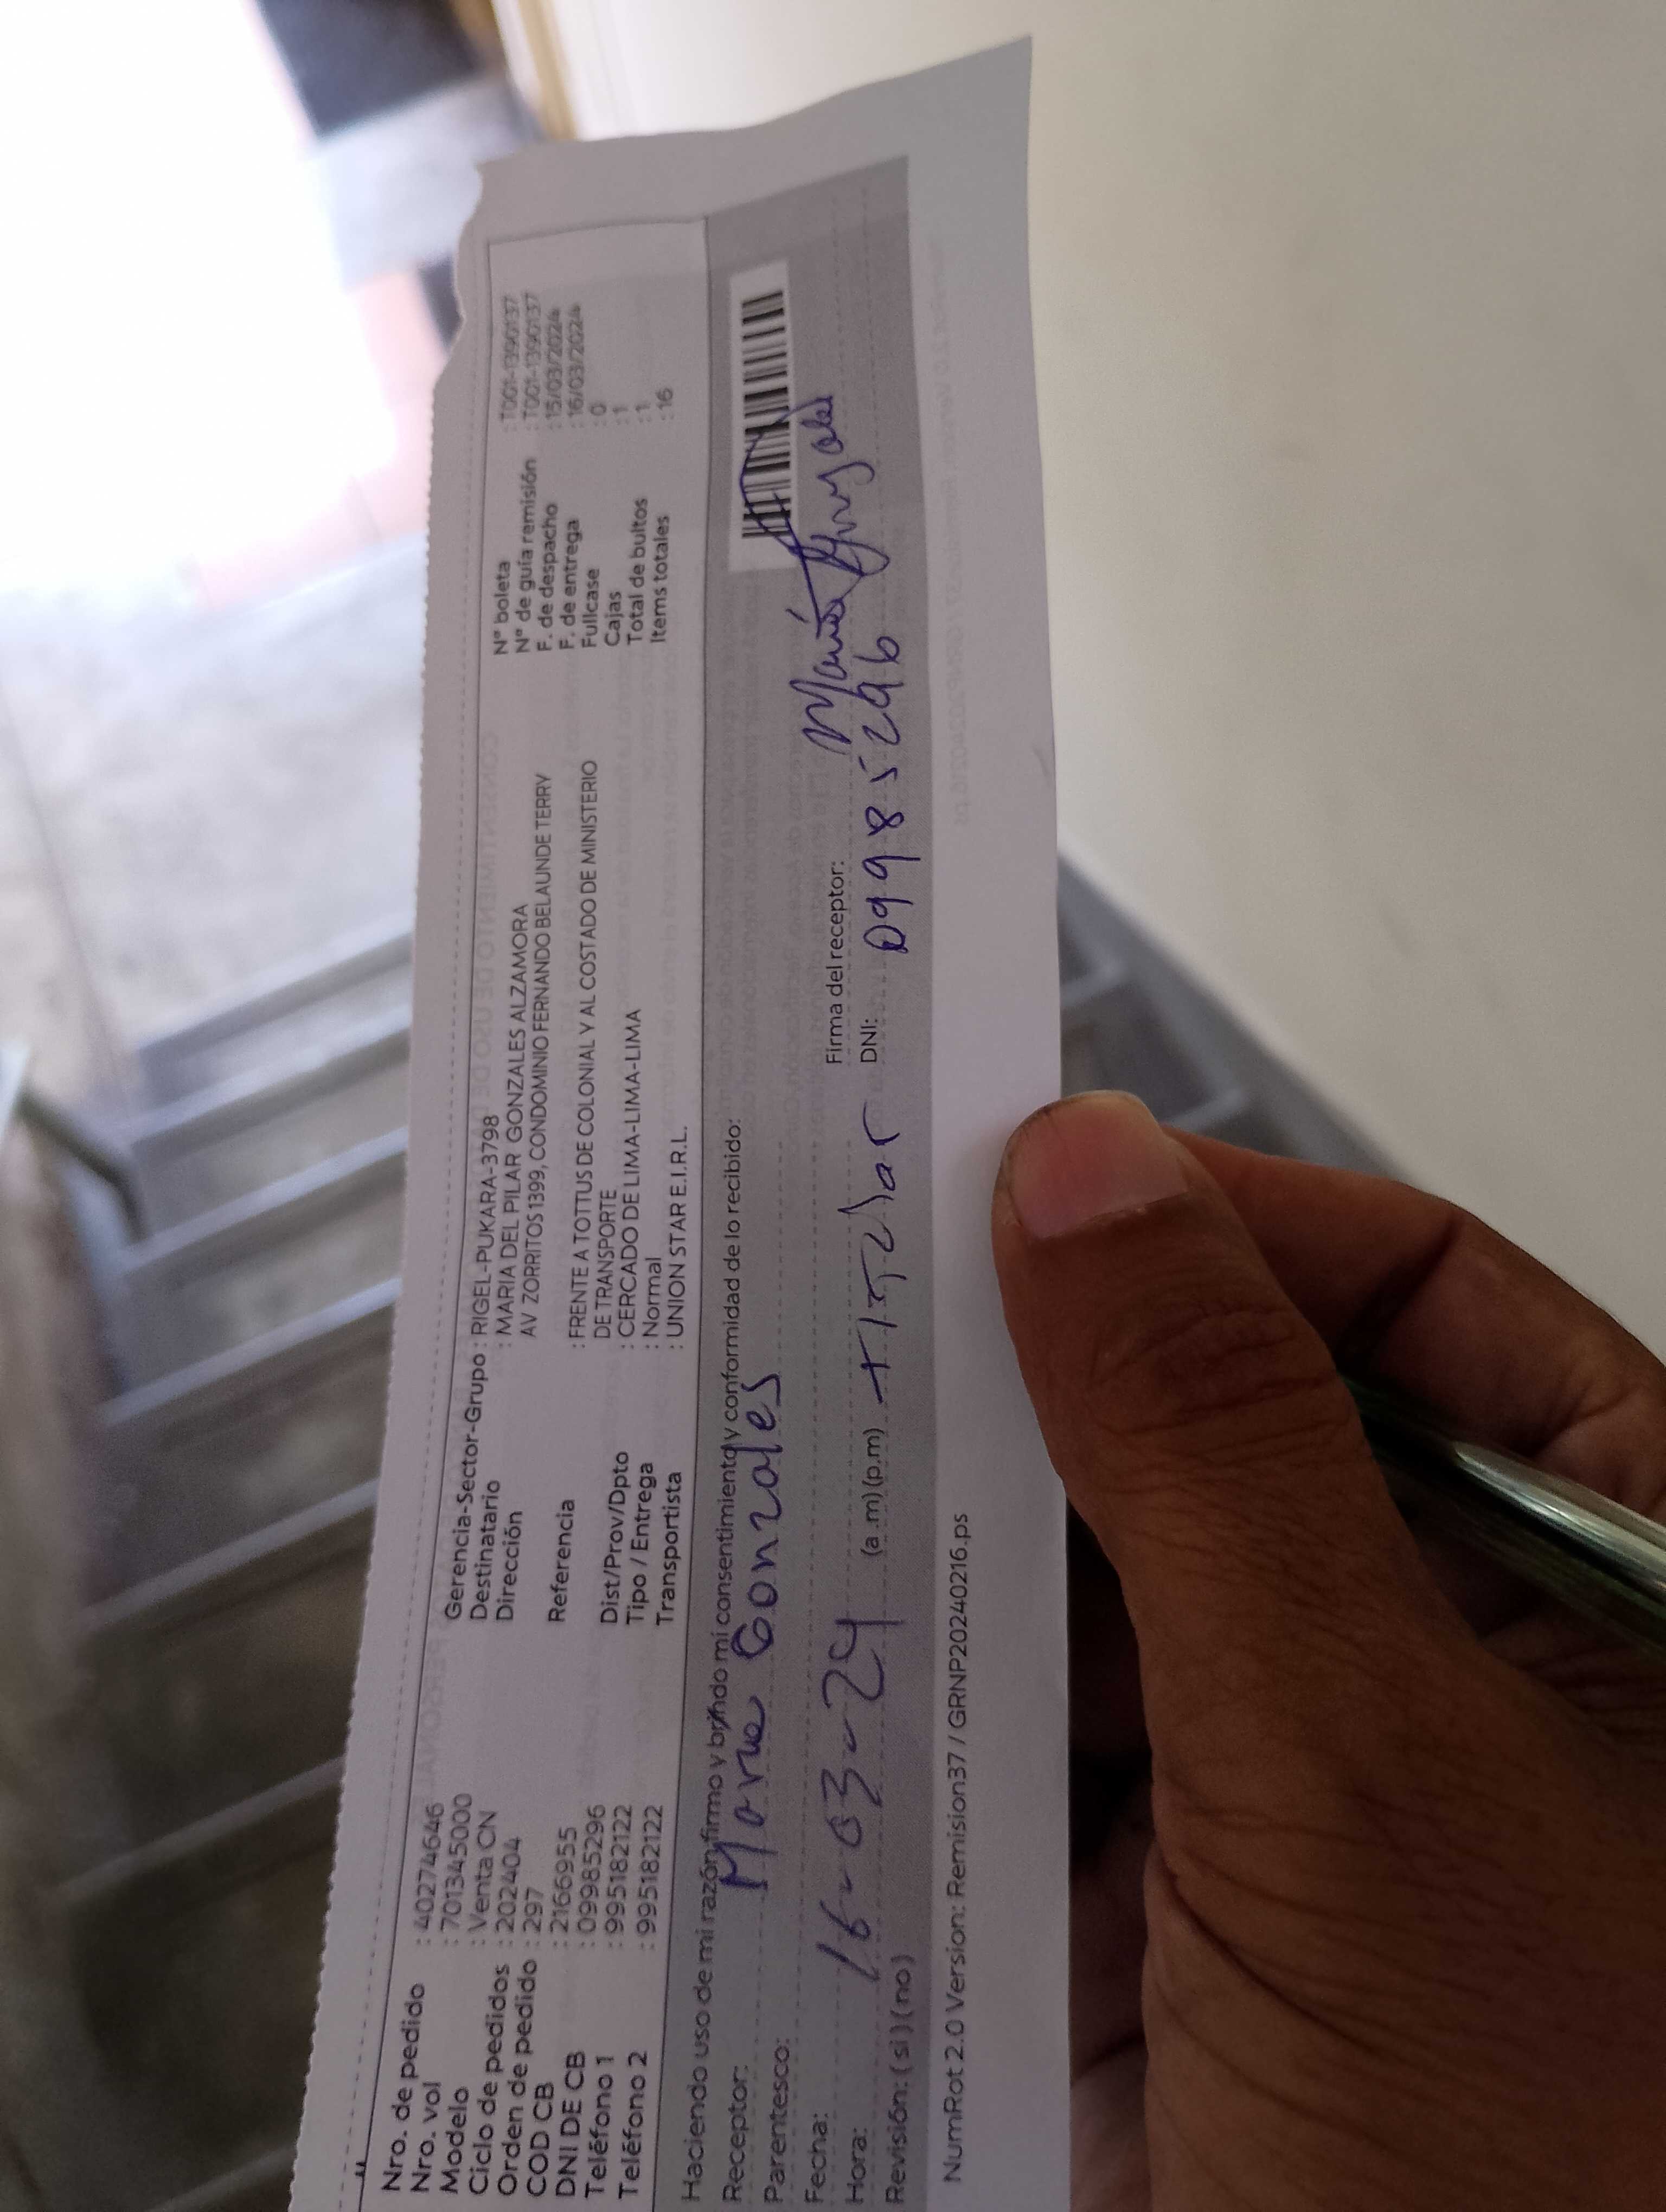 Nro. de pedido : 402774646
Nro. vol : 701345000
Modelo : Venta CN
Ciclo de pedidos : 202404
Orden de pedido : 297
COD CB : 2166955
DNI DE CB : 09985296
Teléfono 1 : 995182122
Teléfono 2 : 995182122
Gerencia-Sector-Grupo : RIGEL-PUKARA-3798
Destinatario : MARIA DEL PILAR GONZALES ALZAMORA
Dirección AV ZORRITOS 1399, CONDOMINIO FERNANDO BELAUNDE TERRY
Referencia : FRENTE A TOTTUS DE COLONIAL Y AL COSTADO DE MINISTERIO
DE TRANSPORTE
Dist/Prov/Dpto : CERCADO DE LIMA-LIMA-LIMA
Tipo / Entrega : Normal
Transportista : UNION STAR E.I.R.L.
N° boleta : T001-1390137
N° de guía remisión : T001-1390137
F. de despacho : 15/03/2024
F. de entrega : 16/03/2024
Fullcase : 0
Cajas : 1
Total de bultos : 1
Items totales : 16
Haciendo uso de mi razón firmo y brindo mi consentimiento y conformidad de lo recibido:
Receptor: Maria Gonzales
Parentesco:
Fecha: 16-03-24
Hora: (a.m)(p.m) titular
Revisión: (si)(no)
Firma del receptor: María Gonzales
DNI: 09985296
NumRot 2.0 Version: Remision37 / GRNP20240216.ps